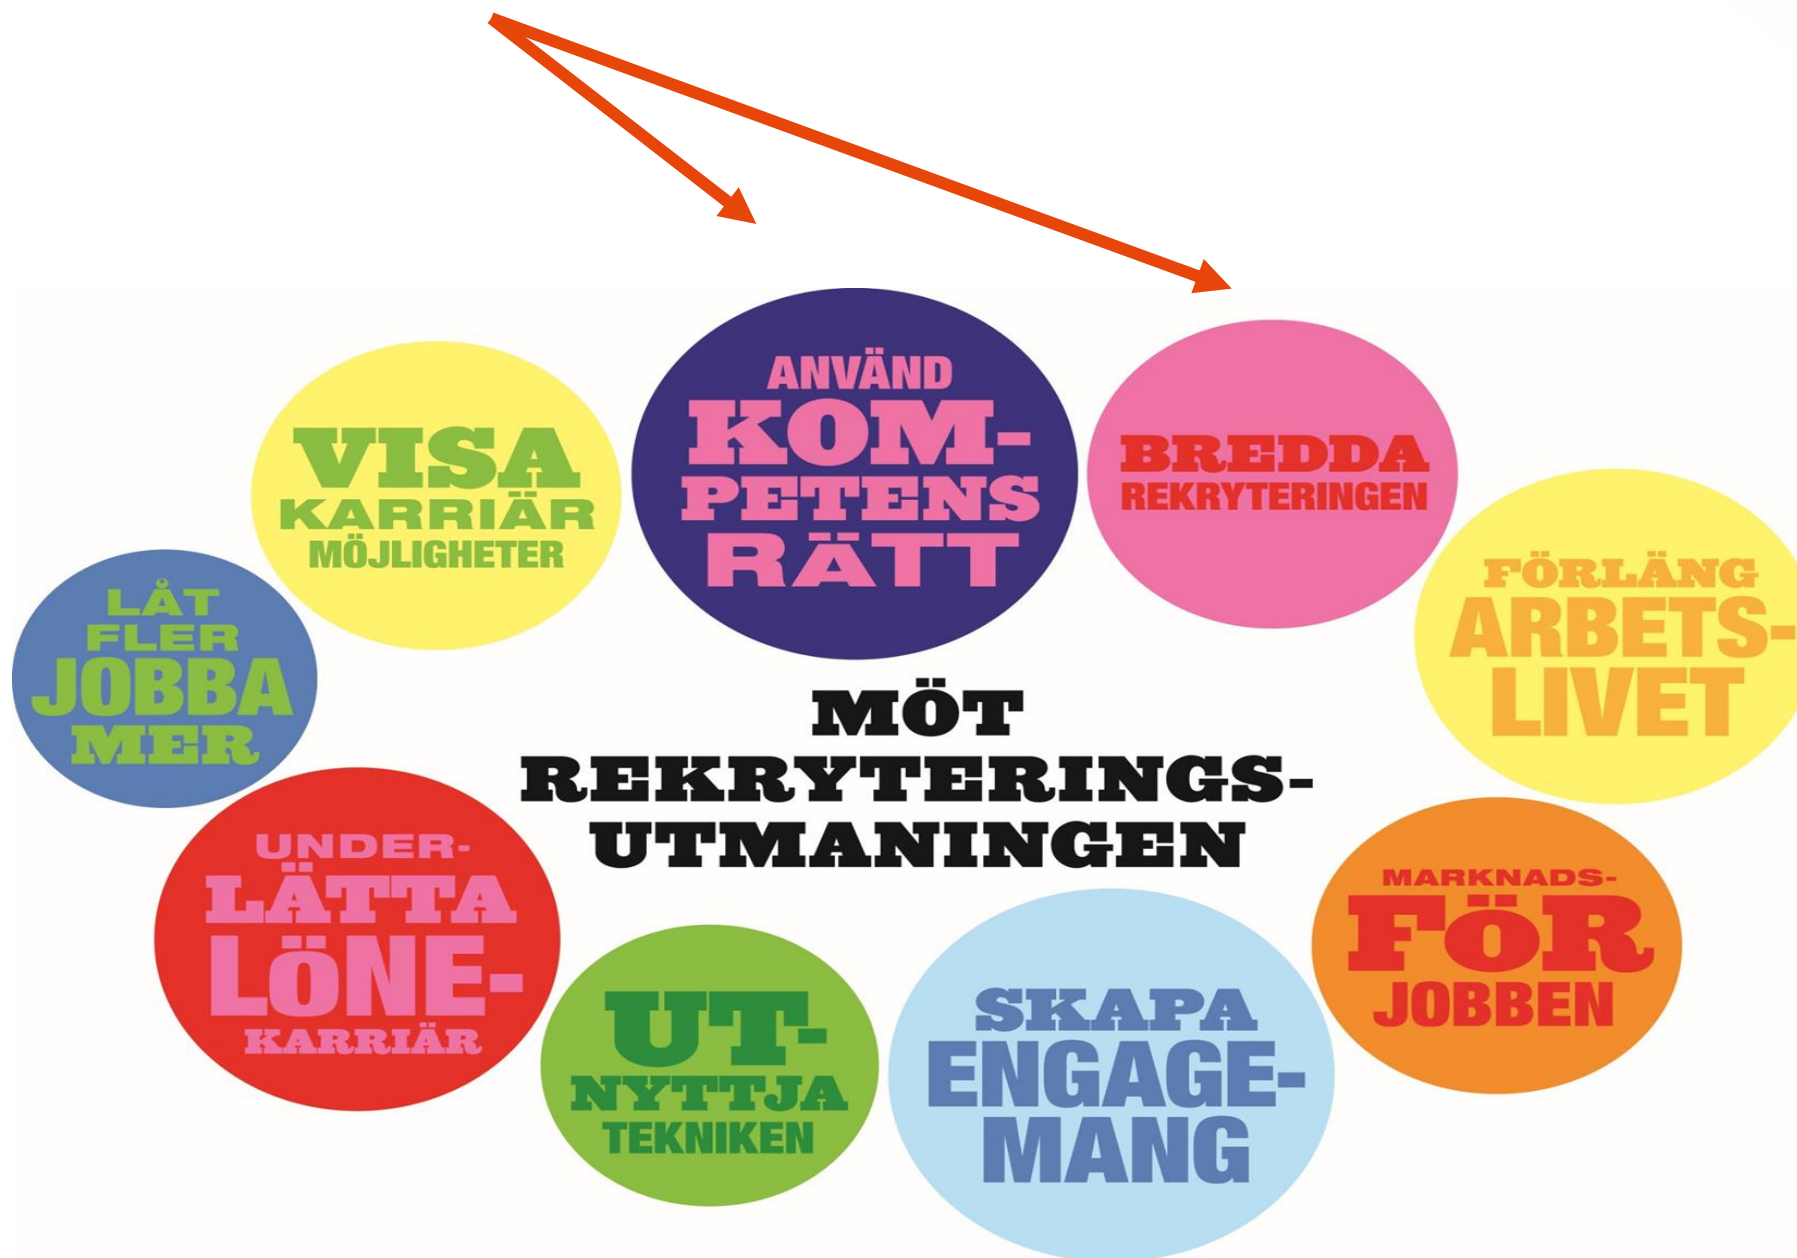 ANVÄND
KOM-
PETENS
RÄTT
BREDDA
REKRYTERINGEN
VISA
KARRIÄR
MÖJLIGHETER
FÖRLÄNG
ARBETS-
LIVET
LÅT
FLER
JOBBA
MER
MÖT
REKRYTERINGS-
UTMANINGEN
UNDER-
LÄTTA
LÖNE-
KARRIÄR
MARKNADS-
FÖR
JOBBEN
UT-
NYTTJA
TEKNIKEN
SKAPA
ENGAGE-
MANG